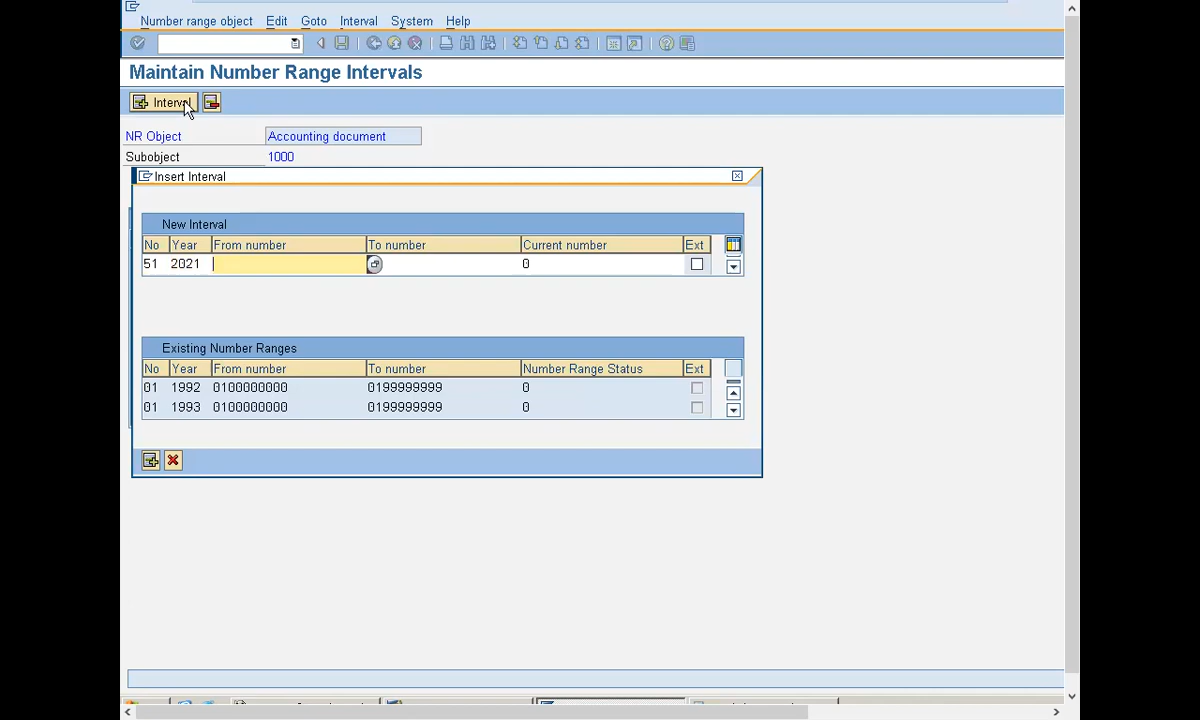 Number range object Edit Goto Interval System Help
Maintain Number Range Intervals
Interval
NR Object Accounting document
Subobject 1000
Insert Interval
New Interval
No Year From number To number Current number Ext
51 2021 0
Existing Number Ranges
No Year From number To number Number Range Status Ext
01 1992 0100000000 0199999999 0
01 1993 0100000000 0199999999 0